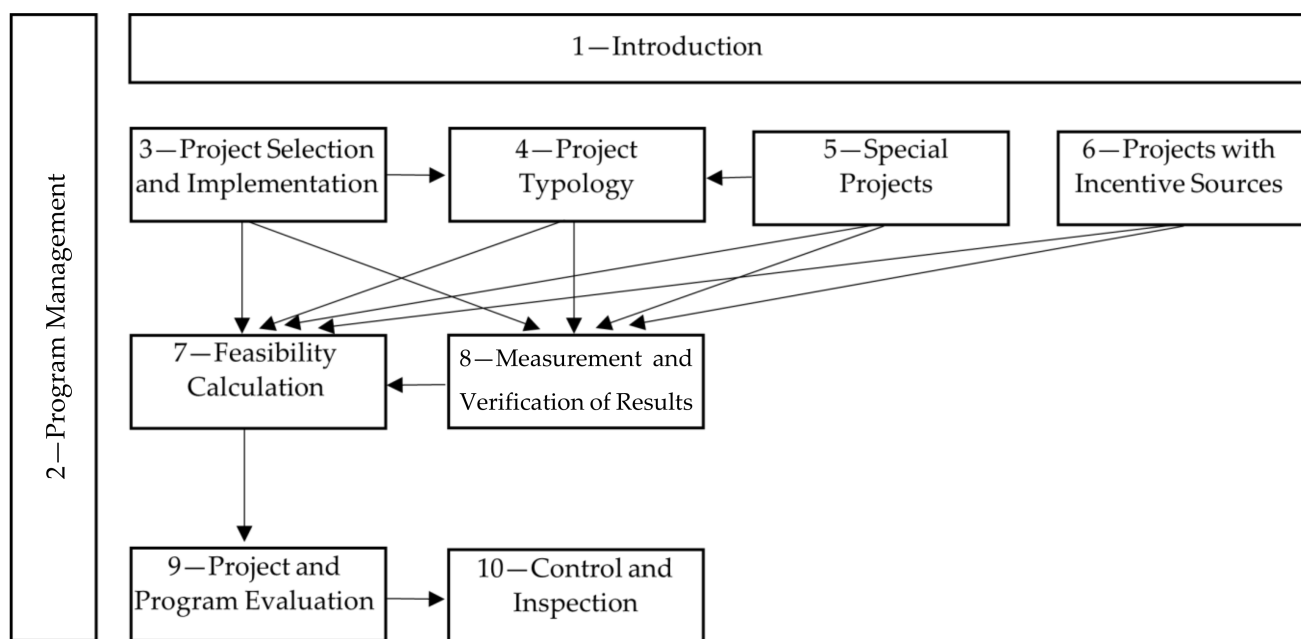 1—Introduction
2—Program Management
3—Project Selection
and Implementation
4—Project
Typology
5—Special
Projects
6—Projects with
Incentive Sources
7—Feasibility
Calculation
8—Measurement and
Verification of Results
9—Project and
Program Evaluation
10—Control and
Inspection